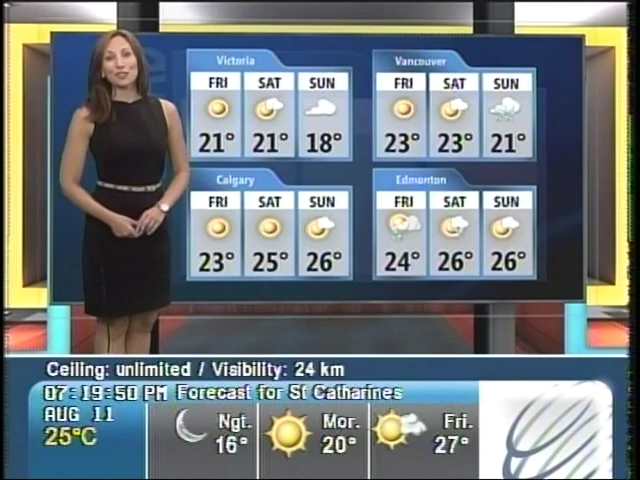 Victoria
FRI SAT SUN
21° 21° 18°
Vancouver
FRI SAT SUN
23° 23° 21°
Calgary
FRI SAT SUN
23° 25° 26°
Edmonton
FRI SAT SUN
24° 26° 26°
Ceiling: unlimited / Visibility: 24 km
07:19:50 PM Forecast for St Catharines
AUG 11
25°C
Ngt. Mor. Fri.
16° 20° 27°